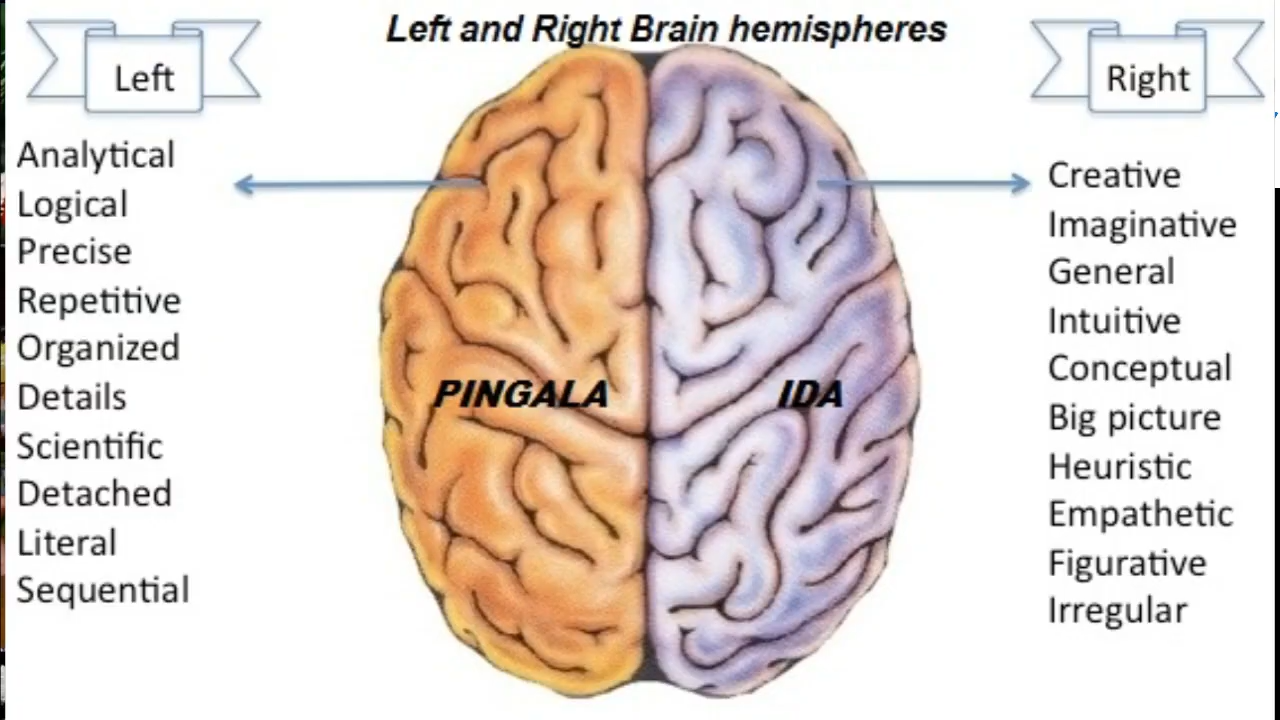 Left and Right Brain hemispheres
Left
Analytical
Logical
Precise
Repetitive
Organized
Details
Scientific
Detached
Literal
Sequential
PINGALA
IDA
Right
Creative
Imaginative
General
Intuitive
Conceptual
Big picture
Heuristic
Empathetic
Figurative
Irregular